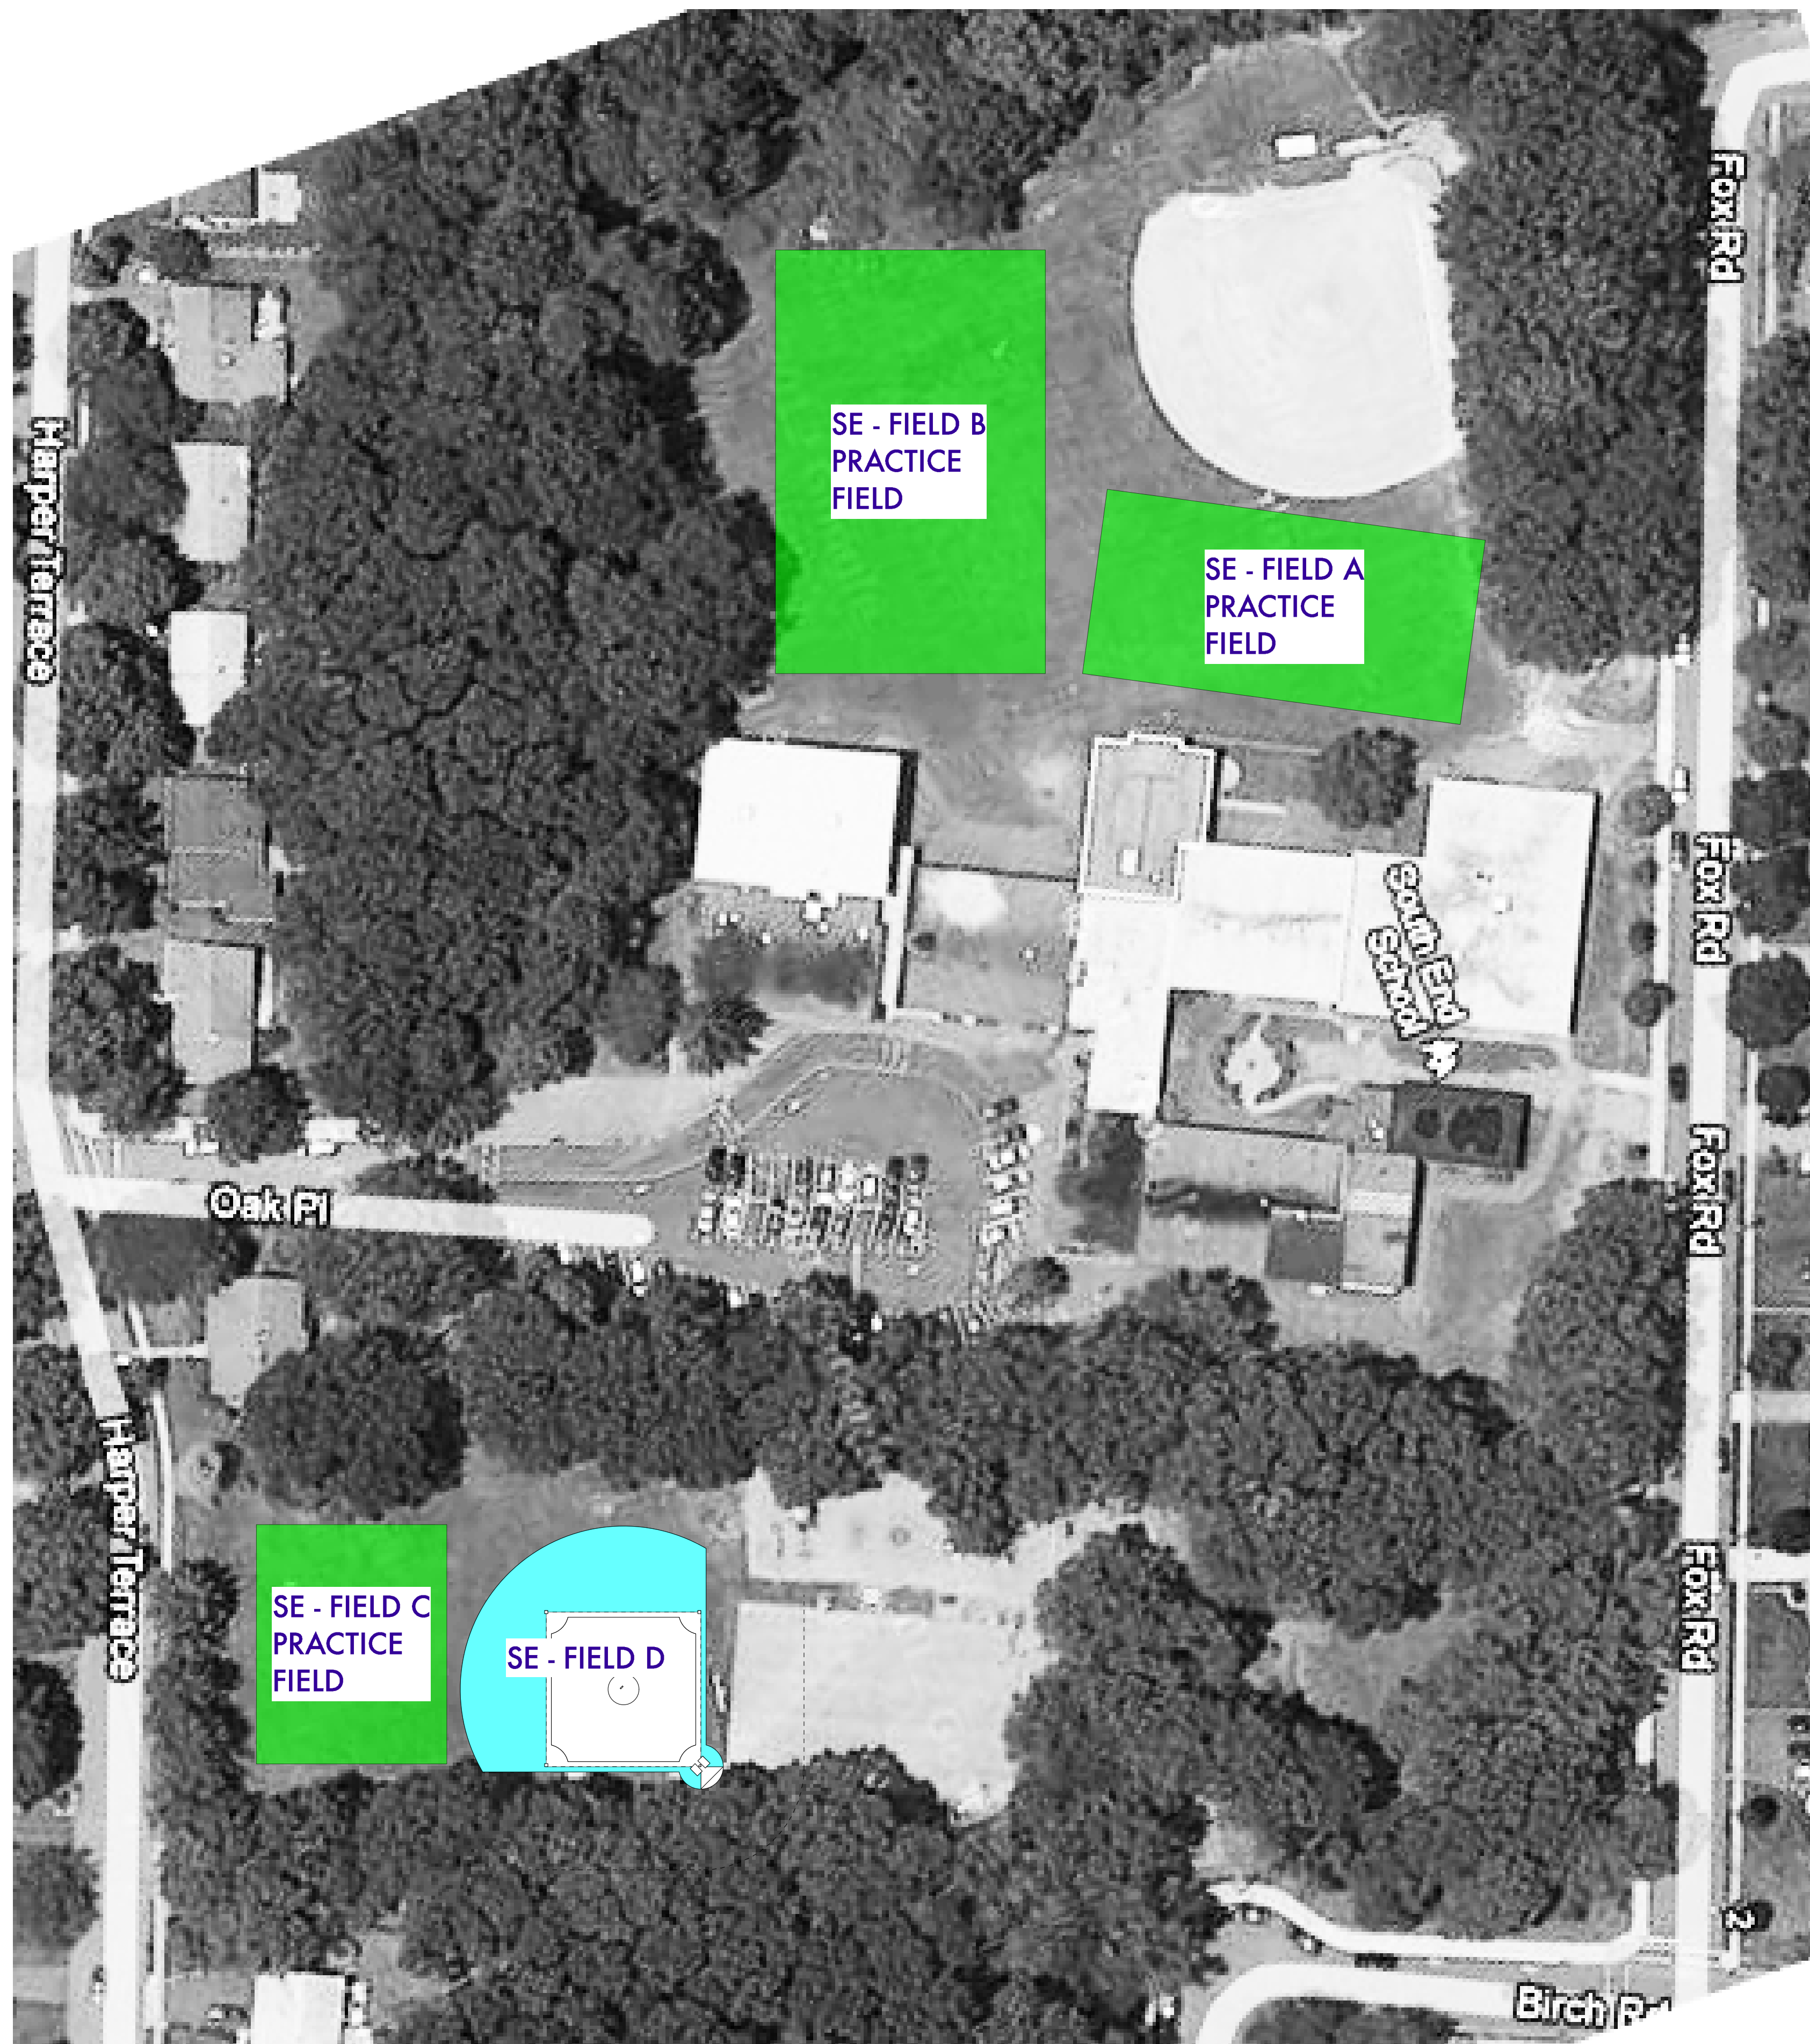 Fox Rd
SE - FIELD B
PRACTICE
FIELD
Harper Terrace
SE - FIELD A
PRACTICE
FIELD
Fox Rd
South End
School
Oak Pl
Fox Rd
Harper Terrace
SE - FIELD C
PRACTICE
FIELD
SE - FIELD D
Fox Rd
2
Birch Rd